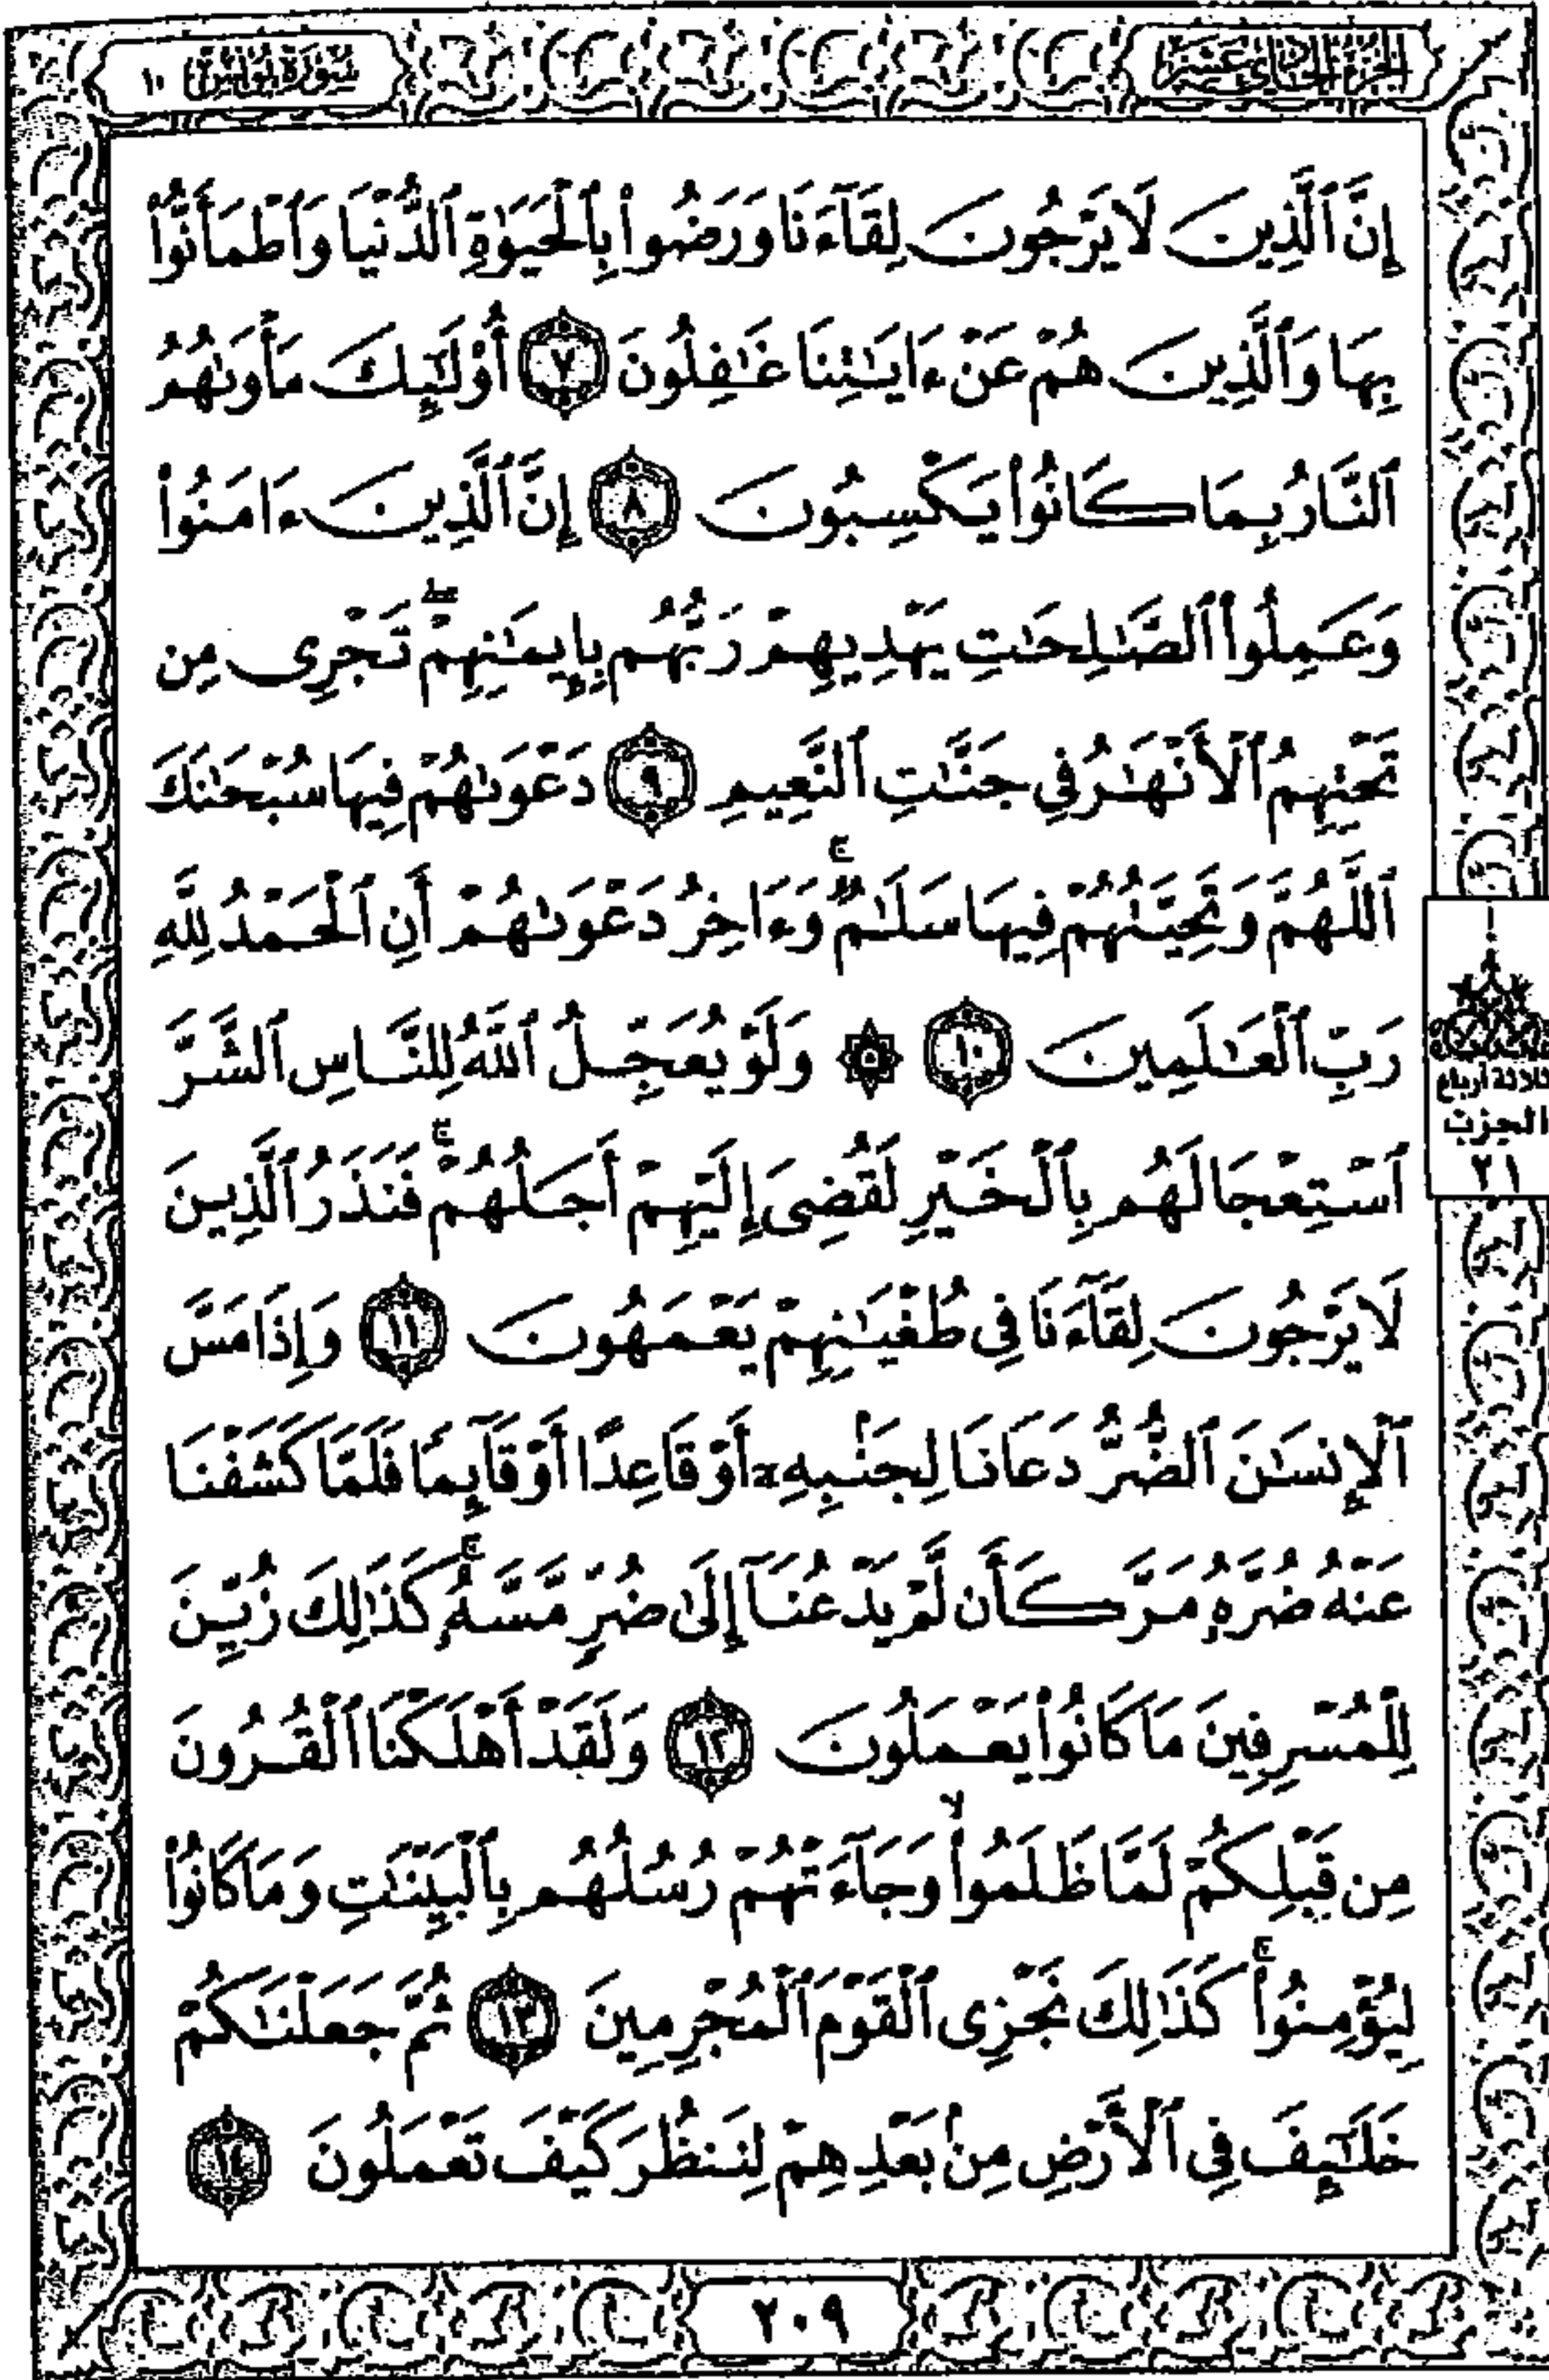 الجزء الحادي عشر
سورة يونس ١٠
إِنَّ ٱلَّذِينَ لَا يَرْجُونَ لِقَآءَنَا وَرَضُوا۟ بِٱلْحَيَوٰةِ ٱلدُّنْيَا وَٱطْمَأَنُّوا۟
بِهَا وَٱلَّذِينَ هُمْ عَنْ ءَايَـٰتِنَا غَـٰفِلُونَ ٧ أُو۟لَـٰٓئِكَ مَأْوَىٰهُمُ
ٱلنَّارُ بِمَا كَانُوا۟ يَكْسِبُونَ ٨ إِنَّ ٱلَّذِينَ ءَامَنُوا۟
وَعَمِلُوا۟ ٱلصَّـٰلِحَـٰتِ يَهْدِيهِمْ رَبُّهُم بِإِيمَـٰنِهِمْ ۖ تَجْرِى مِن
تَحْتِهِمُ ٱلْأَنْهَـٰرُ فِى جَنَّـٰتِ ٱلنَّعِيمِ ٩ دَعْوَىٰهُمْ فِيهَا سُبْحَـٰنَكَ
ٱللَّهُمَّ وَتَحِيَّتُهُمْ فِيهَا سَلَـٰمٌ ۚ وَءَاخِرُ دَعْوَىٰهُمْ أَنِ ٱلْحَمْدُ لِلَّهِ
رَبِّ ٱلْعَـٰلَمِينَ ١٠ ۞ وَلَوْ يُعَجِّلُ ٱللَّهُ لِلنَّاسِ ٱلشَّرَّ
ٱسْتِعْجَالَهُم بِٱلْخَيْرِ لَقُضِىَ إِلَيْهِمْ أَجَلُهُمْ ۖ فَنَذَرُ ٱلَّذِينَ
لَا يَرْجُونَ لِقَآءَنَا فِى طُغْيَـٰنِهِمْ يَعْمَهُونَ ١١ وَإِذَا مَسَّ
ٱلْإِنسَـٰنَ ٱلضُّرُّ دَعَانَا لِجَنۢبِهِۦٓ أَوْ قَاعِدًا أَوْ قَآئِمًا فَلَمَّا كَشَفْنَا
عَنْهُ ضُرَّهُۥ مَرَّ كَأَن لَّمْ يَدْعُنَآ إِلَىٰ ضُرٍّ مَّسَّهُۥ ۚ كَذَٰلِكَ زُيِّنَ
لِلْمُسْرِفِينَ مَا كَانُوا۟ يَعْمَلُونَ ١٢ وَلَقَدْ أَهْلَكْنَا ٱلْقُرُونَ
مِن قَبْلِكُمْ لَمَّا ظَلَمُوا۟ ۙ وَجَآءَتْهُمْ رُسُلُهُم بِٱلْبَيِّنَـٰتِ وَمَا كَانُوا۟
لِيُؤْمِنُوا۟ ۚ كَذَٰلِكَ نَجْزِى ٱلْقَوْمَ ٱلْمُجْرِمِينَ ١٣ ثُمَّ جَعَلْنَـٰكُمْ
خَلَـٰٓئِفَ فِى ٱلْأَرْضِ مِنۢ بَعْدِهِمْ لِنَنظُرَ كَيْفَ تَعْمَلُونَ ١٤
ثلاثة أرباع
الحزب
٢١
٢٠٩